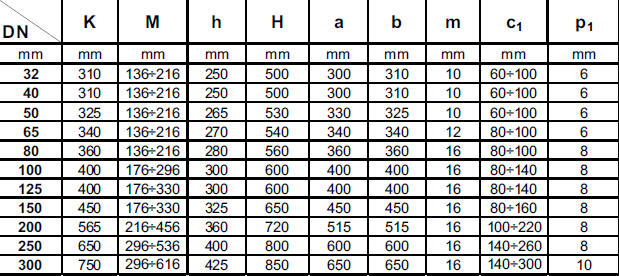 DN K M h H a b m c₁ p₁
mm mm mm mm mm mm mm mm mm mm
32 310 136÷216 250 500 300 310 10 60÷100 6
40 310 136÷216 250 500 300 310 10 60÷100 6
50 325 136÷216 265 530 330 325 10 60÷100 6
65 340 136÷216 270 540 340 340 12 80÷100 6
80 360 136÷216 280 560 360 360 16 80÷100 8
100 400 176÷296 300 600 400 400 16 80÷140 8
125 400 176÷330 300 600 400 400 16 80÷140 8
150 450 176÷330 325 650 450 450 16 80÷160 8
200 565 216÷456 360 720 515 515 16 100÷220 8
250 650 296÷536 400 800 600 600 16 140÷260 8
300 750 296÷616 425 850 650 650 16 140÷300 10